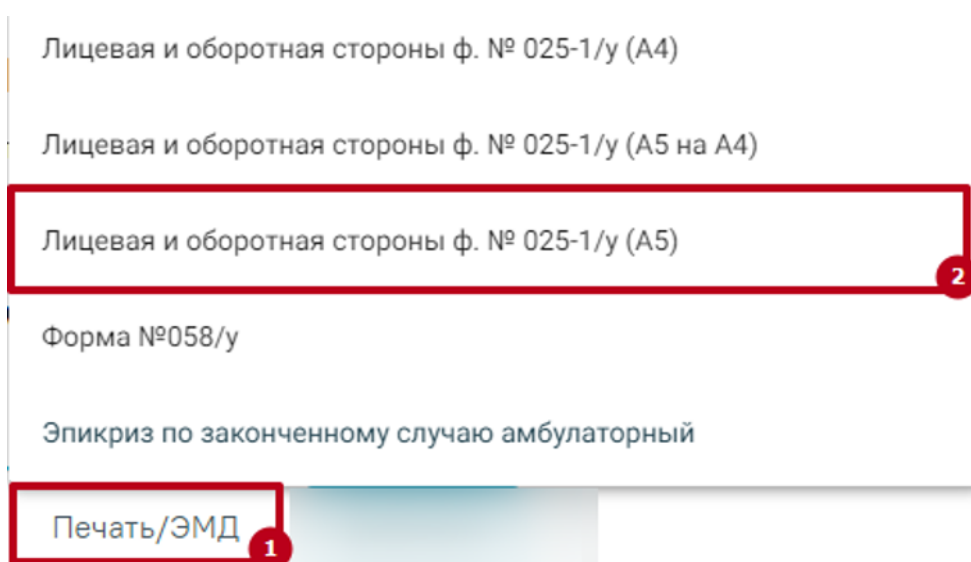 Лицевая и оборотная стороны ф. № 025-1/у (А4)
Лицевая и оборотная стороны ф. № 025-1/у (А5 на А4)
Лицевая и оборотная стороны ф. № 025-1/у (А5)
2
Форма №058/у
Эпикриз по законченному случаю амбулаторный
Печать/ЭМД
1